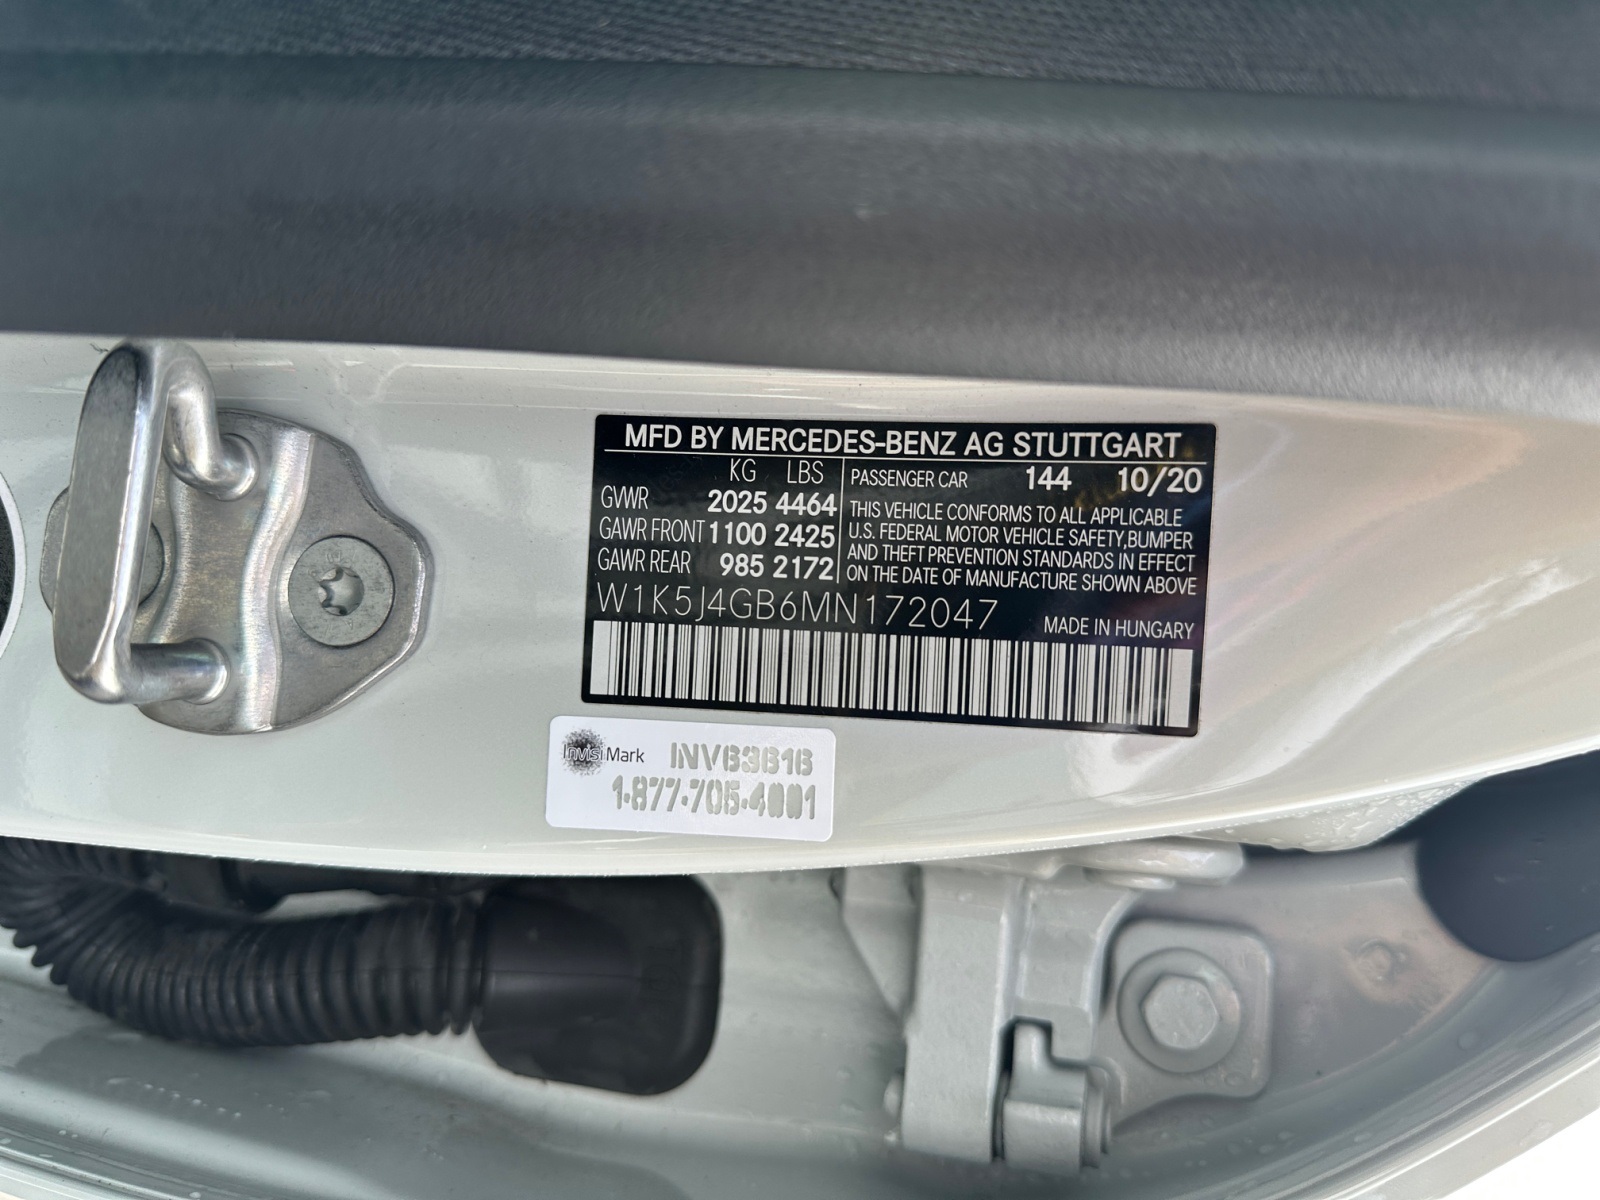 MFD BY MERCEDES-BENZ AG STUTTGART
KG LBS
GVWR 2025 4464
GAWR FRONT 1100 2425
GAWR REAR 985 2172
PASSENGER CAR 144 10/20
THIS VEHICLE CONFORMS TO ALL APPLICABLE
U.S. FEDERAL MOTOR VEHICLE SAFETY,BUMPER
AND THEFT PREVENTION STANDARDS IN EFFECT
ON THE DATE OF MANUFACTURE SHOWN ABOVE
W1K5J4GB6MN172047
MADE IN HUNGARY
InvisiMark INV63616
1-877-705-4001